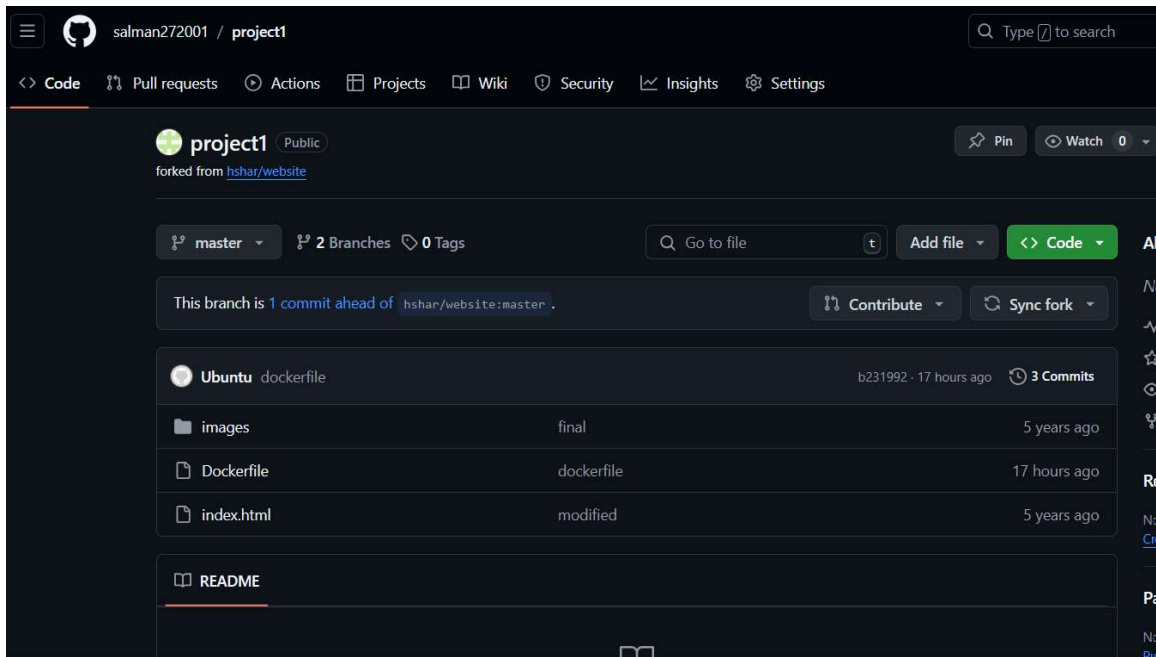 salman272001 / project1
Type / to search
Code Pull requests Actions Projects Wiki Security Insights Settings
project1 Public
Pin Watch 0
forked from hshar/website
master 2 Branches 0 Tags
Go to file t Add file Code
This branch is 1 commit ahead of hshar/website:master .
Contribute Sync fork
Ubuntu dockerfile b231992 · 17 hours ago 3 Commits
images final 5 years ago
Dockerfile dockerfile 17 hours ago
index.html modified 5 years ago
README